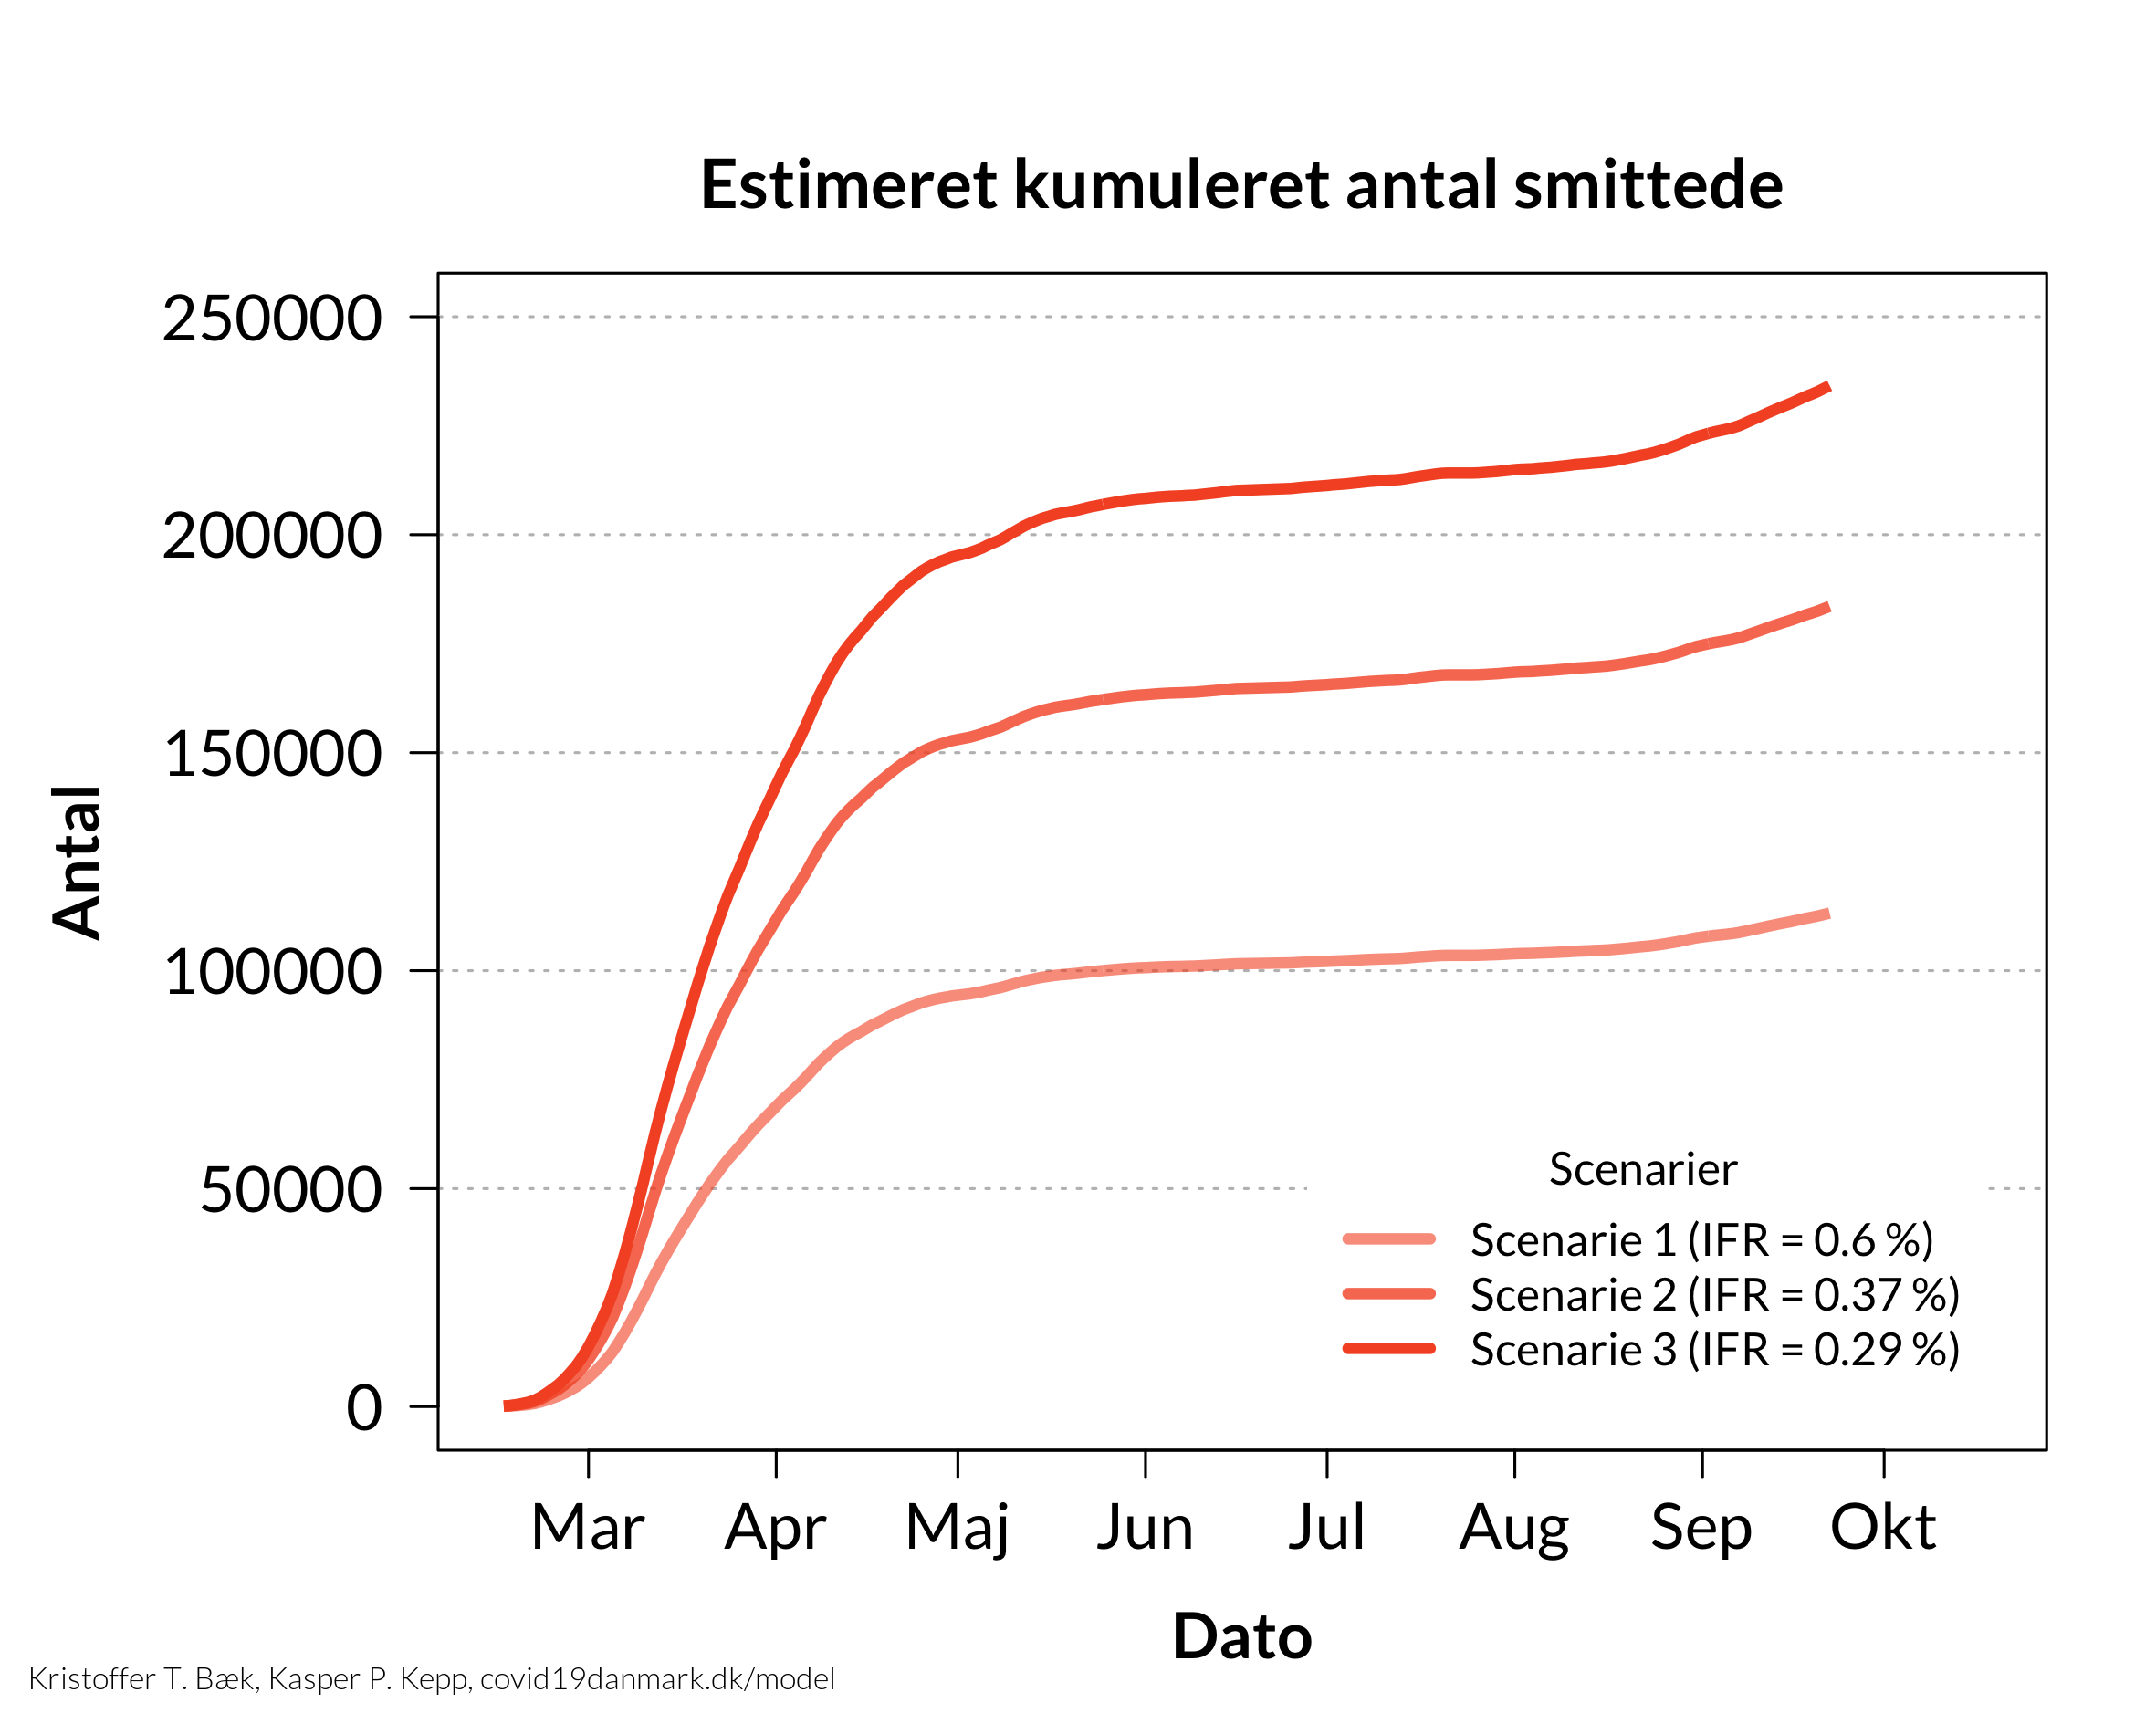 Estimeret kumuleret antal smittede
250000
200000
150000
100000
50000
0
Antal
Scenarier
Scenarie 1 (IFR = 0.6 %)
Scenarie 2 (IFR = 0.37 %)
Scenarie 3 (IFR = 0.29 %)
Mar Apr Maj Jun Jul Aug Sep Okt
Dato
Kristoffer T. Bæk, Kasper P. Kepp, covid19danmark.dk/model